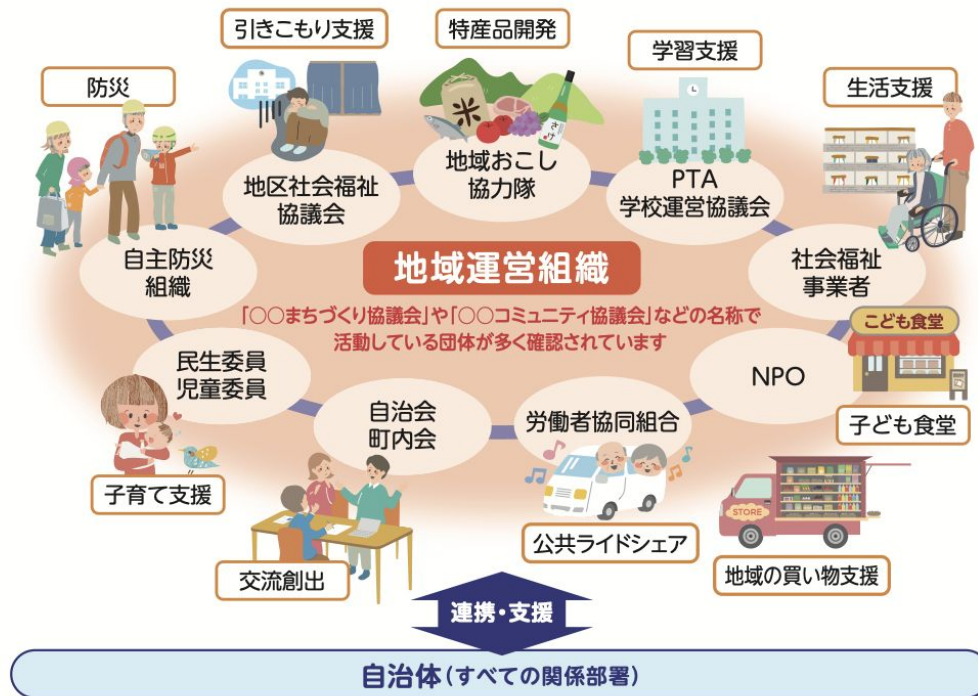 引きこもり支援
特産品開発
学習支援
防災
生活支援
米
さけ
地区社会福祉
協議会
地域おこし
協力隊
PTA
学校運営協議会
自主防災
組織
地域運営組織
社会福祉
事業者
「○○まちづくり協議会」や「○○コミュニティ協議会」などの名称で
活動している団体が多く確認されています
こども食堂
民生委員
児童委員
自治会
町内会
労働者協同組合
NPO
子ども食堂
子育て支援
STORE
交流創出
公共ライドシェア
地域の買い物支援
連携・支援
自治体(すべての関係部署)